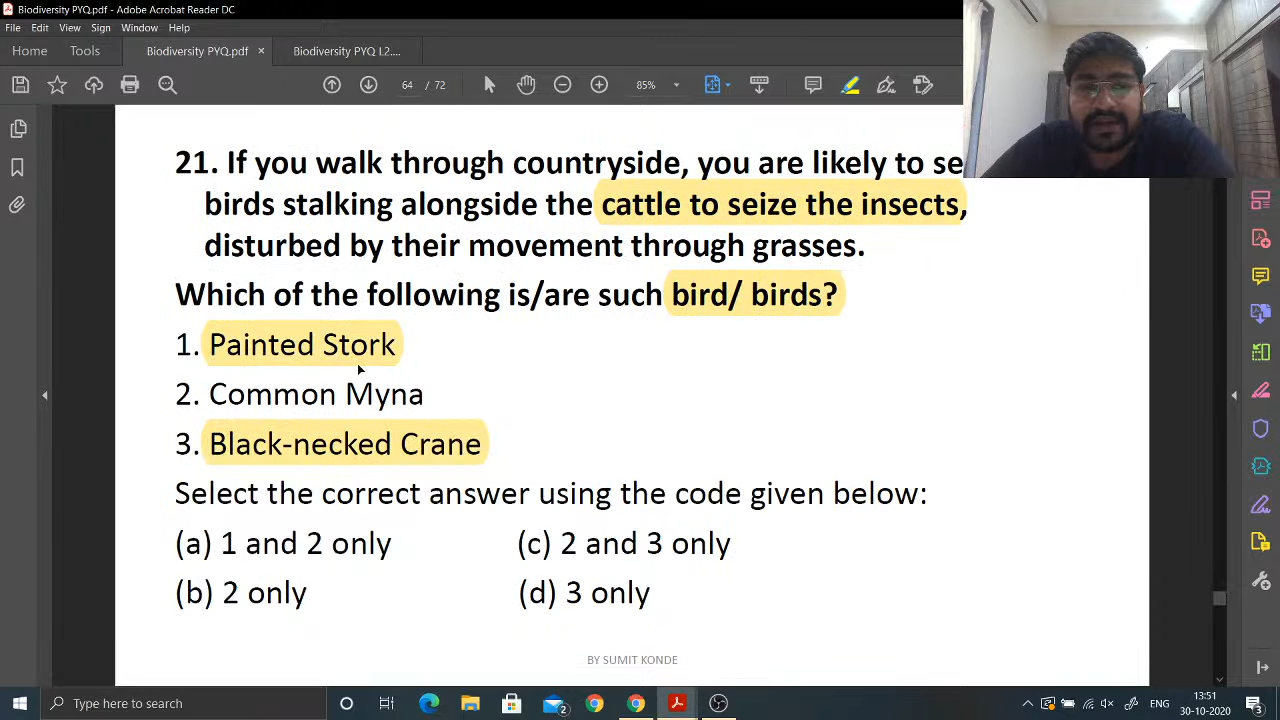 Biodiversity PYQ.pdf - Adobe Acrobat Reader DC
File Edit View Sign Window Help
Home Tools Biodiversity PYQ.pdf × Biodiversity PYQ L2....
64 / 72 85%
21. If you walk through countryside, you are likely to se
birds stalking alongside the cattle to seize the insects,
disturbed by their movement through grasses.
Which of the following is/are such bird/ birds?
1. Painted Stork
2. Common Myna
3. Black-necked Crane
Select the correct answer using the code given below:
(a) 1 and 2 only (c) 2 and 3 only
(b) 2 only (d) 3 only
BY SUMIT KONDE
Type here to search
2
ENG
13:51
30-10-2020
3